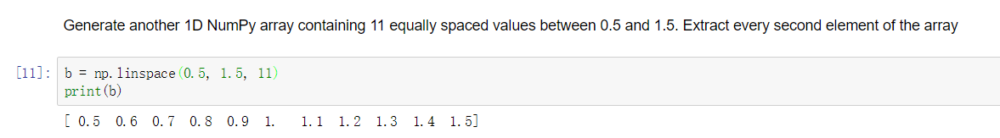 Generate another 1D NumPy array containing 11 equally spaced values between 0.5 and 1.5. Extract every second element of the array
[11]: b = np.linspace(0.5, 1.5, 11)
print(b)
[ 0.5 0.6 0.7 0.8 0.9 1. 1.1 1.2 1.3 1.4 1.5]